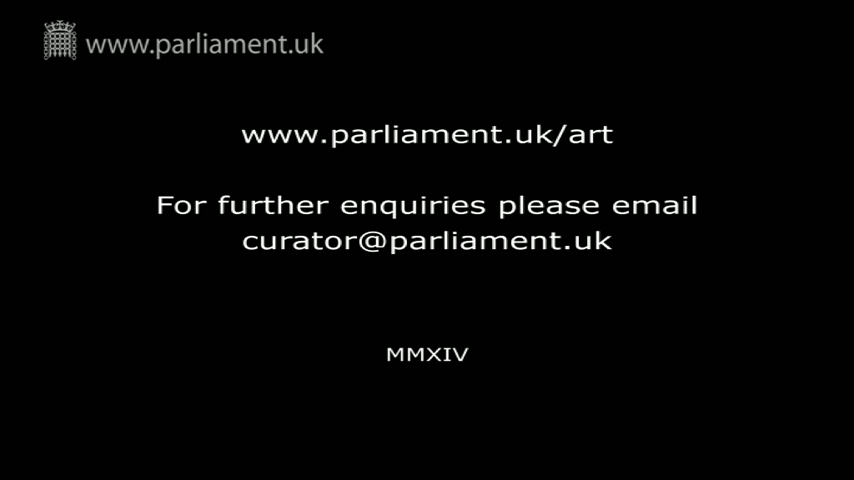 www.parliament.uk
www.parliament.uk/art
For further enquiries please email
curator@parliament.uk
MMXIV